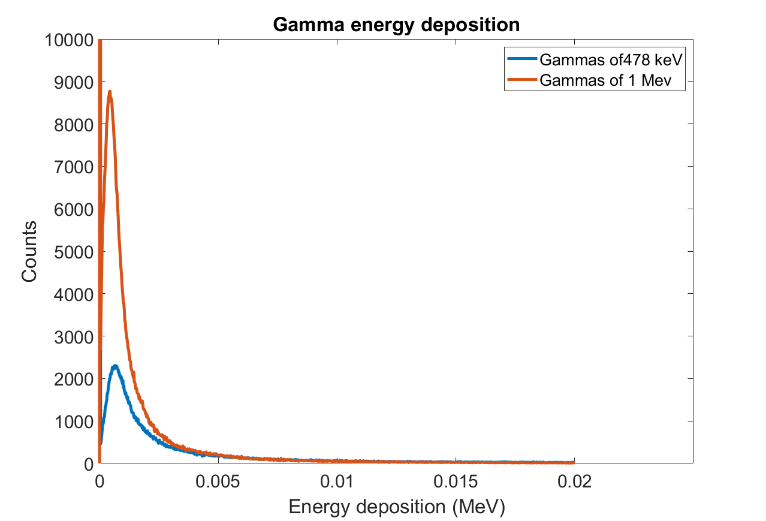 Gamma energy deposition
Gammas of478 keV
Gammas of 1 Mev
10000
9000
8000
7000
6000
5000
4000
3000
2000
1000
0
Counts
0 0.005 0.01 0.015 0.02
Energy deposition (MeV)